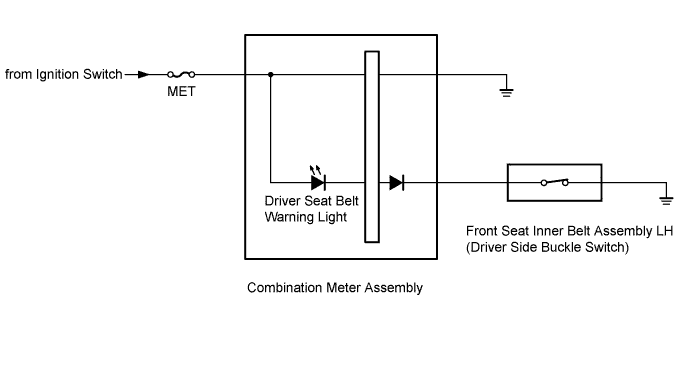 from Ignition Switch
MET
Driver Seat Belt
Warning Light
Front Seat Inner Belt Assembly LH
(Driver Side Buckle Switch)
Combination Meter Assembly